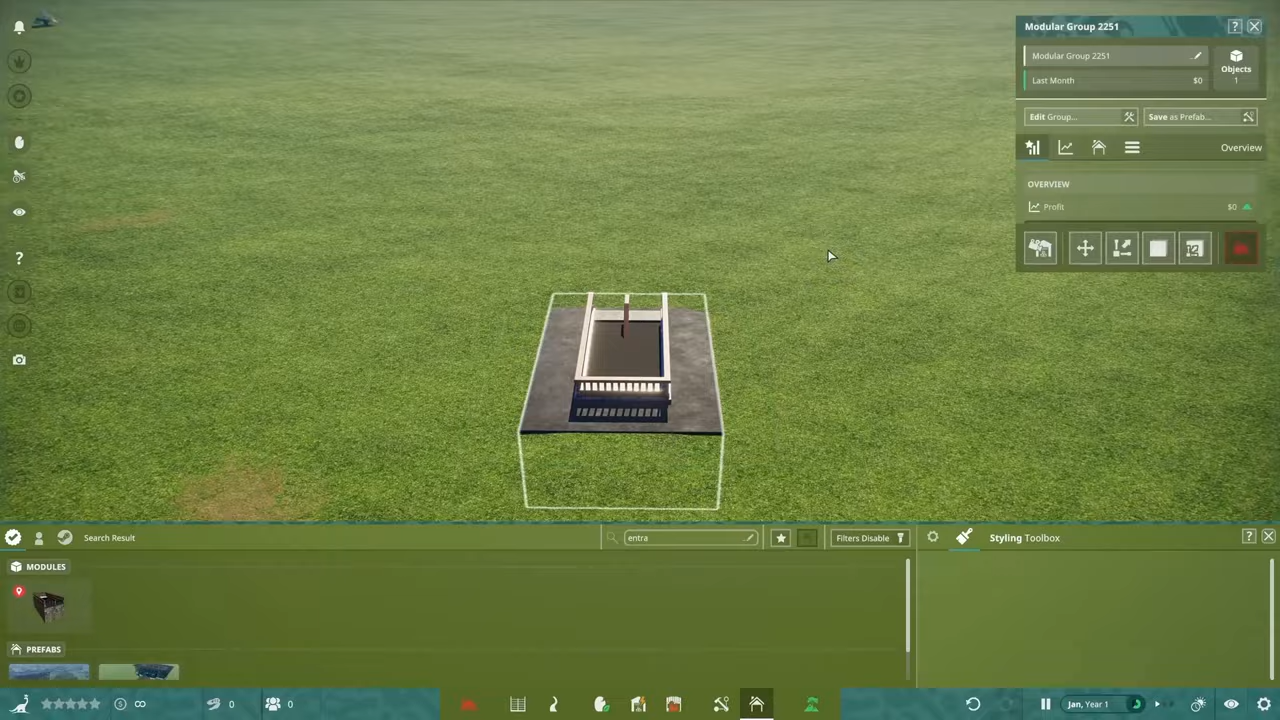 Modular Group 2251
?
Modular Group 2251
Last Month $0
Objects
1
Edit Group...
Save as Prefab...
Overview
OVERVIEW
Profit $0
?
Search Result
entra
Filters Disable
Styling Toolbox
?
MODULES
PREFABS
$ ∞
0
0
Jan, Year 1